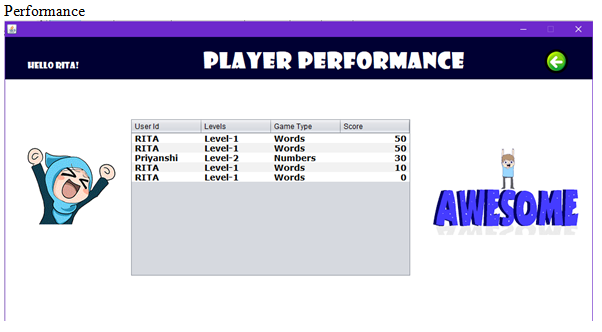 Performance
HELLO RITA!
PLAYER PERFORMANCE
User Id Levels Game Type Score
RITA Level-1 Words 50
RITA Level-1 Words 50
Priyanshi Level-2 Numbers 30
RITA Level-1 Words 10
RITA Level-1 Words 0
AWESOME